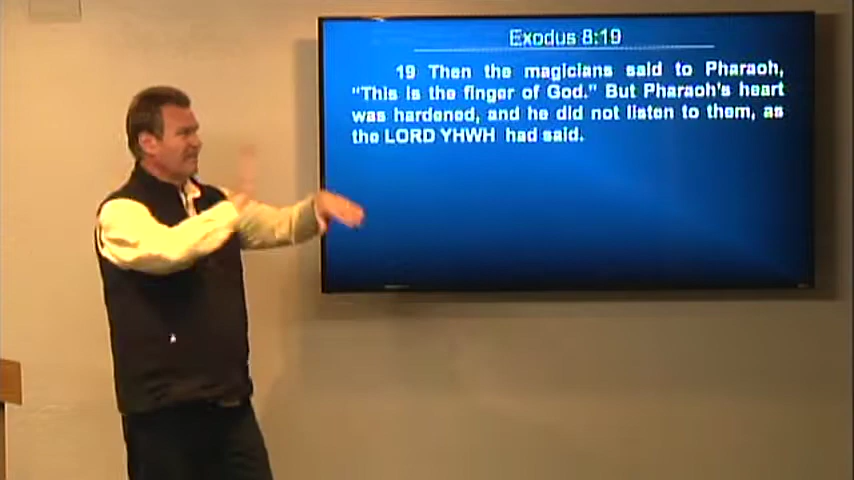 Exodus 8:19
19 Then the magicians said to Pharaoh,
"This is the finger of God." But Pharaoh's heart
was hardened, and he did not listen to them, as
the LORD YHWH had said.